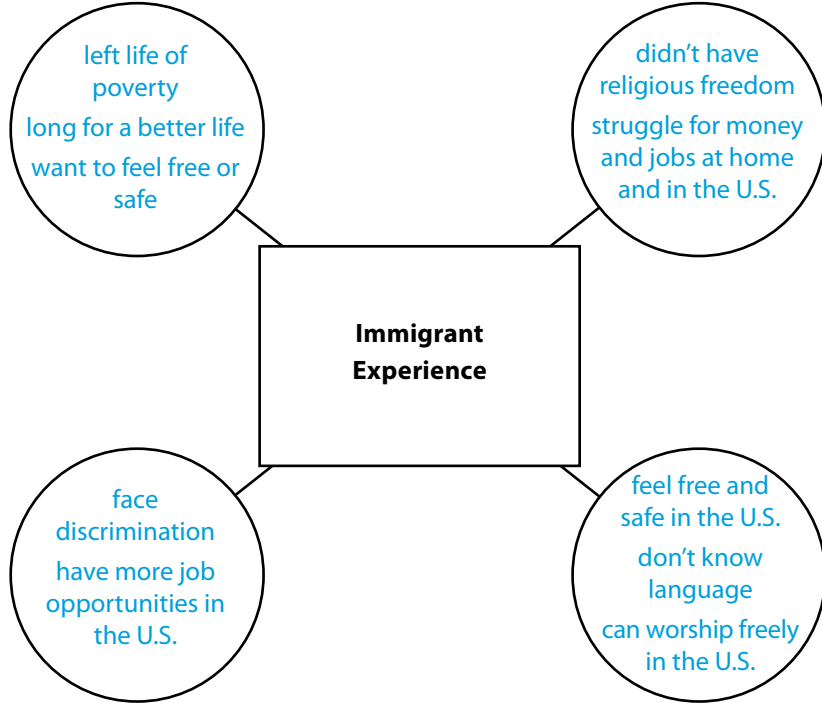 left life of
poverty
long for a better life
want to feel free or
safe
didn’t have
religious freedom
struggle for money
and jobs at home
and in the U.S.
Immigrant
Experience
face
discrimination
have more job
opportunities in
the U.S.
feel free and
safe in the U.S.
don’t know
language
can worship freely
in the U.S.